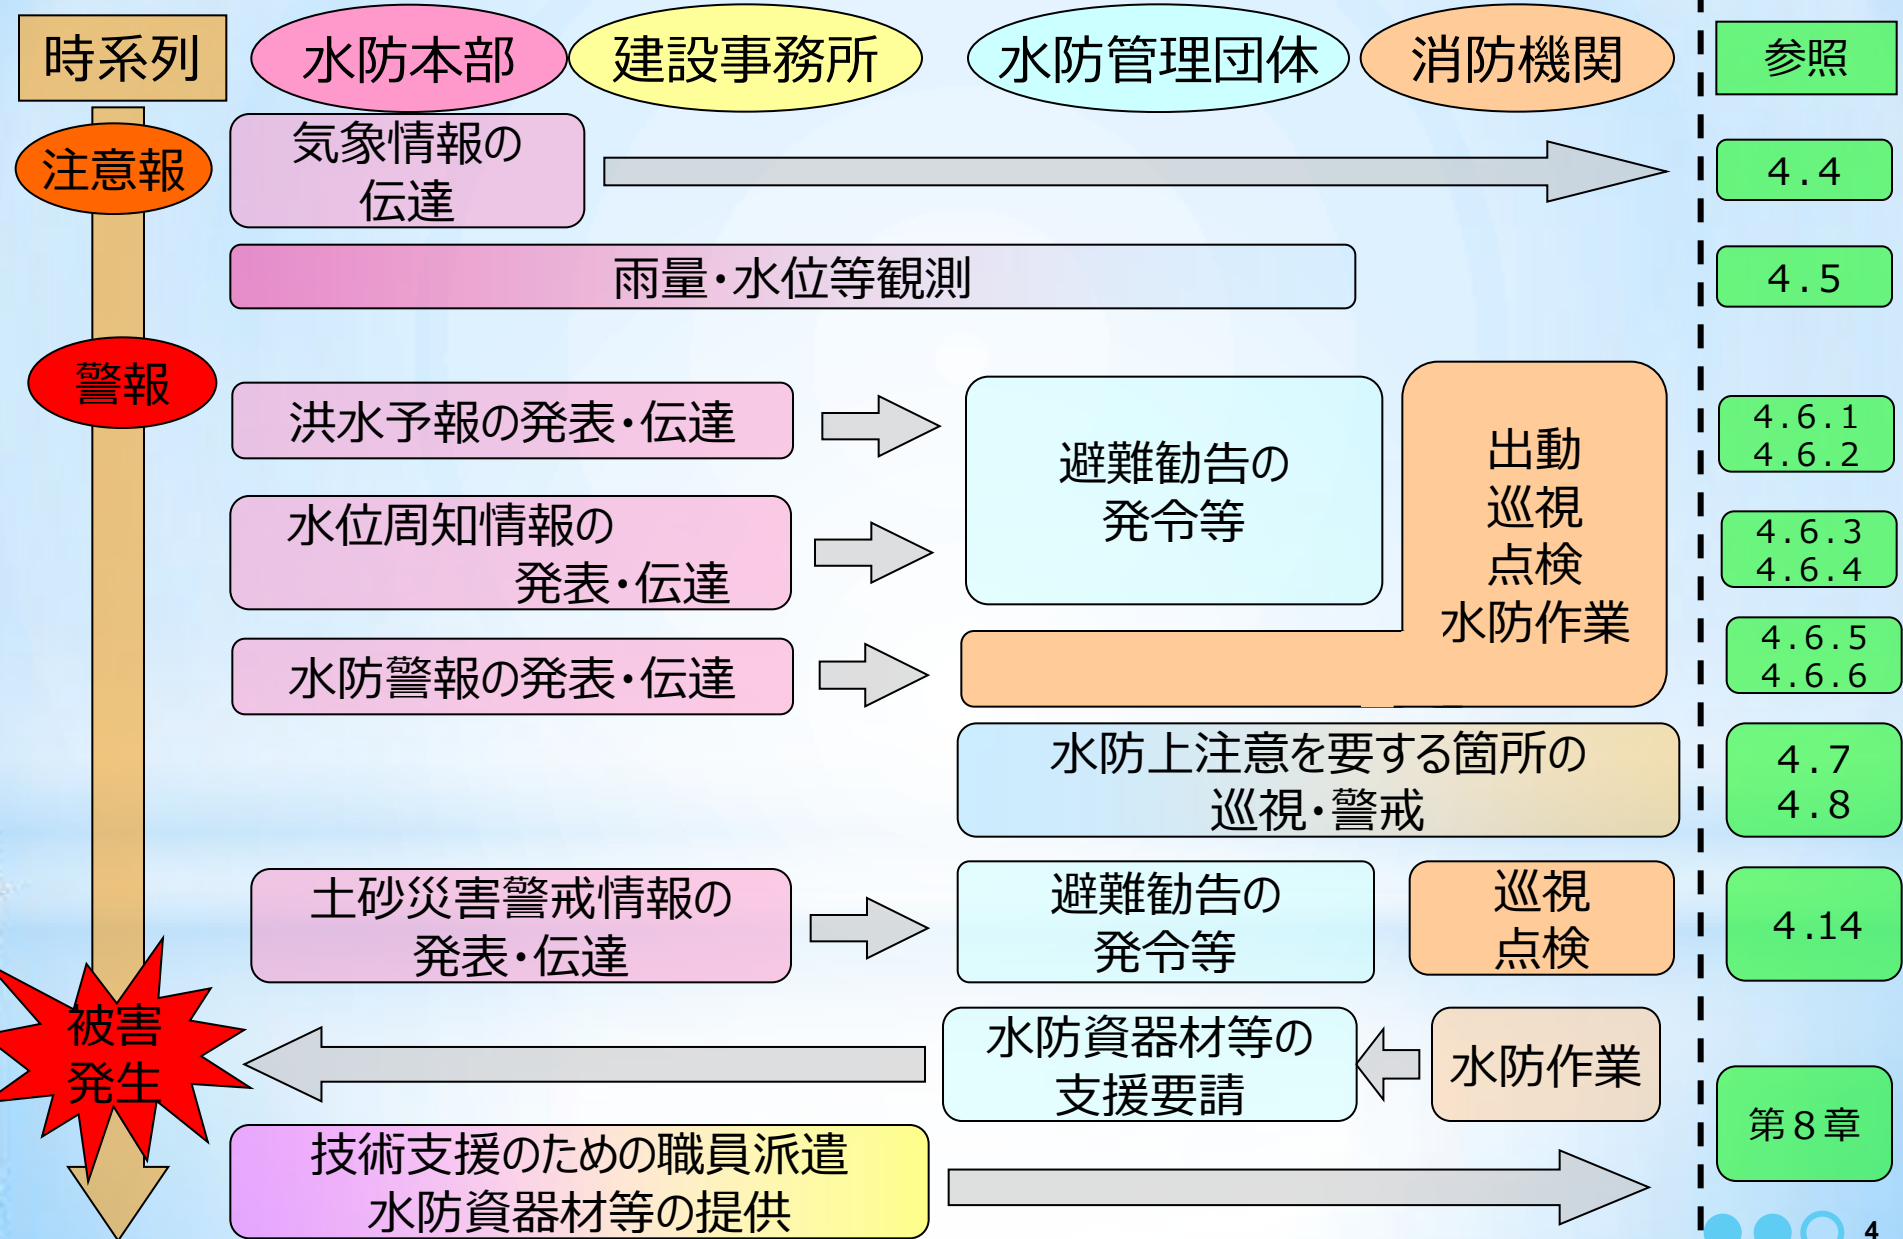 時系列
水防本部
建設事務所
水防管理団体
消防機関
参照
注意報
気象情報の
伝達
4.4
雨量・水位等観測
4.5
警報
洪水予報の発表・伝達
避難勧告の
発令等
出動
巡視
点検
水防作業
4.6.1
4.6.2
水位周知情報の
発表・伝達
4.6.3
4.6.4
水防警報の発表・伝達
4.6.5
4.6.6
水防上注意を要する箇所の
巡視・警戒
4.7
4.8
土砂災害警戒情報の
発表・伝達
避難勧告の
発令等
巡視
点検
4.14
被害
発生
水防資器材等の
支援要請
水防作業
第8章
技術支援のための職員派遣
水防資器材等の提供
4